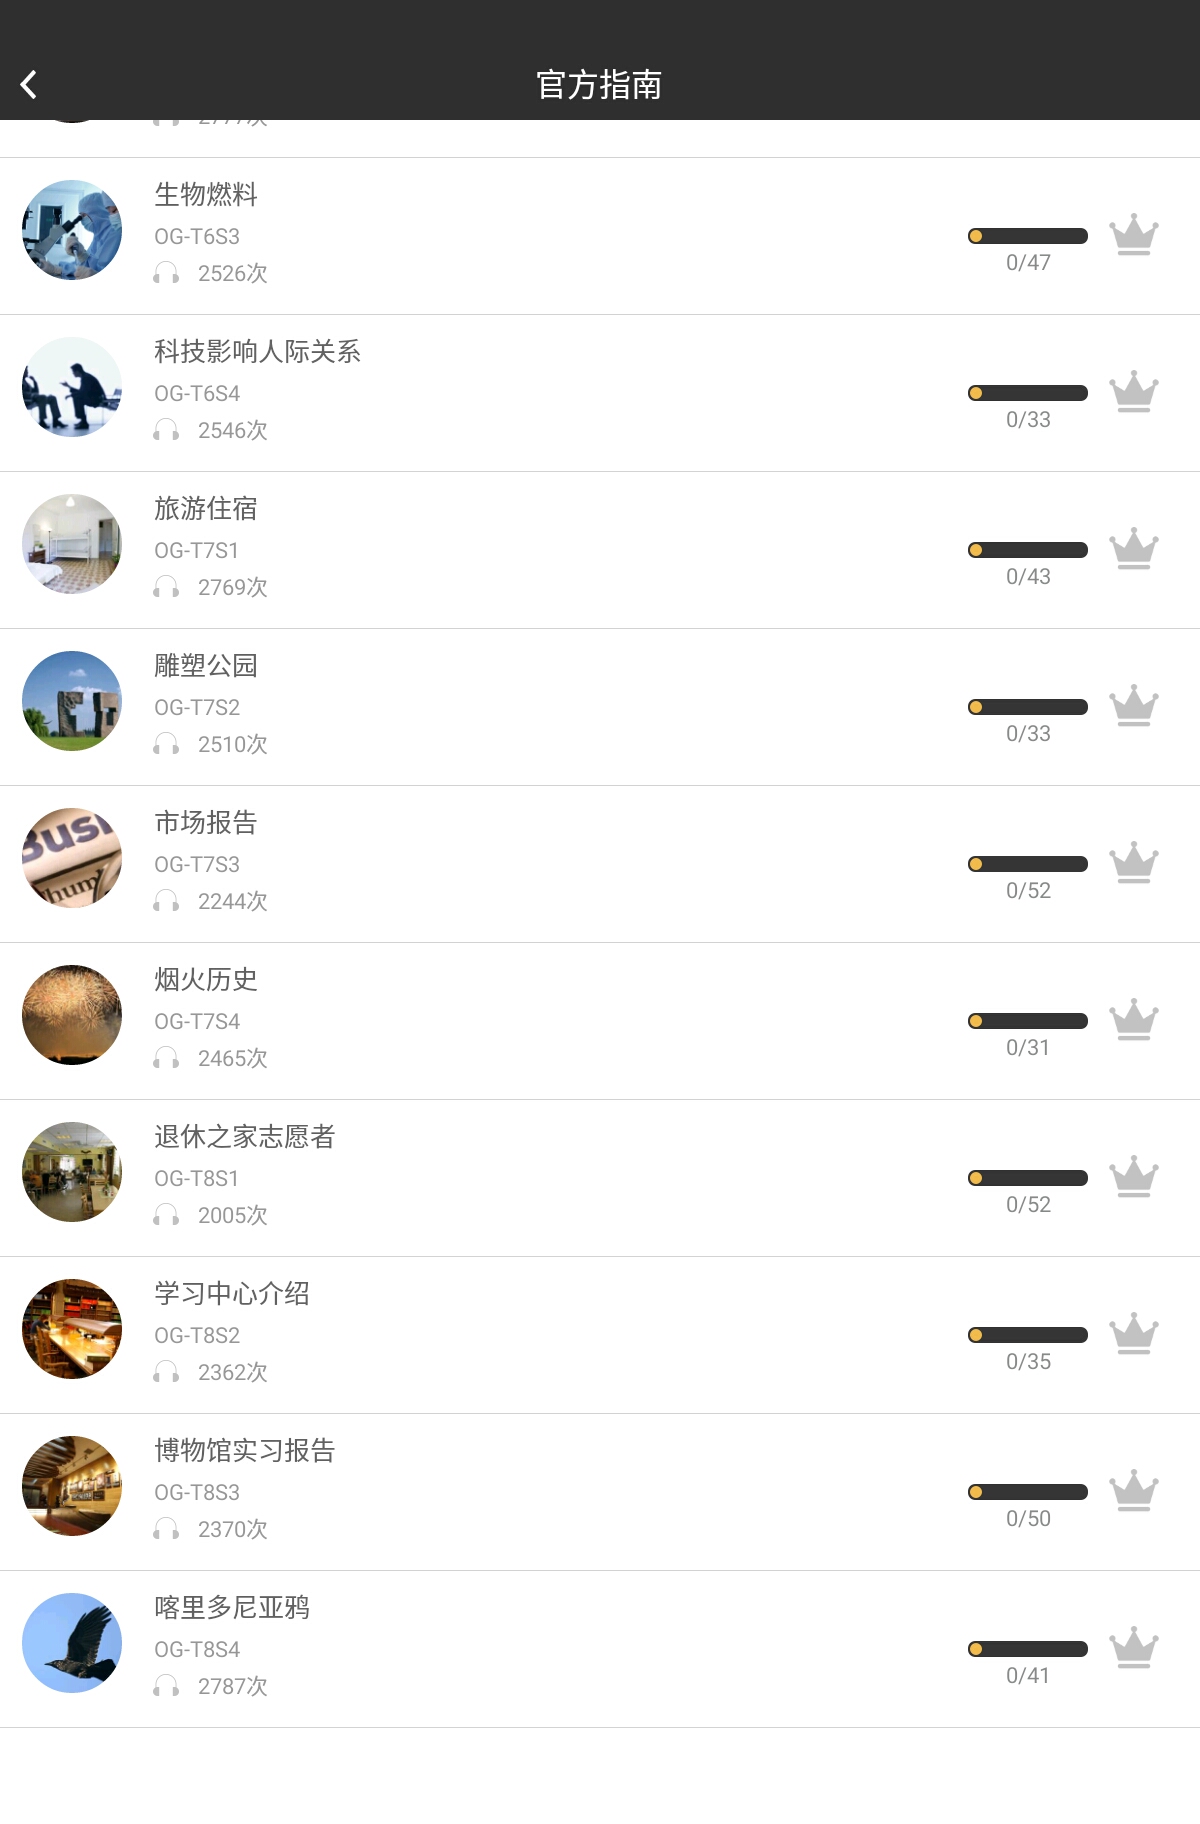 官方指南
生物燃料
OG-T6S3
2526次
0/47
科技影响人际关系
OG-T6S4
2546次
0/33
旅游住宿
OG-T7S1
2769次
0/43
雕塑公园
OG-T7S2
2510次
0/33
市场报告
OG-T7S3
2244次
0/52
烟火历史
OG-T7S4
2465次
0/31
退休之家志愿者
OG-T8S1
2005次
0/52
学习中心介绍
OG-T8S2
2362次
0/35
博物馆实习报告
OG-T8S3
2370次
0/50
喀里多尼亚鸦
OG-T8S4
2787次
0/41